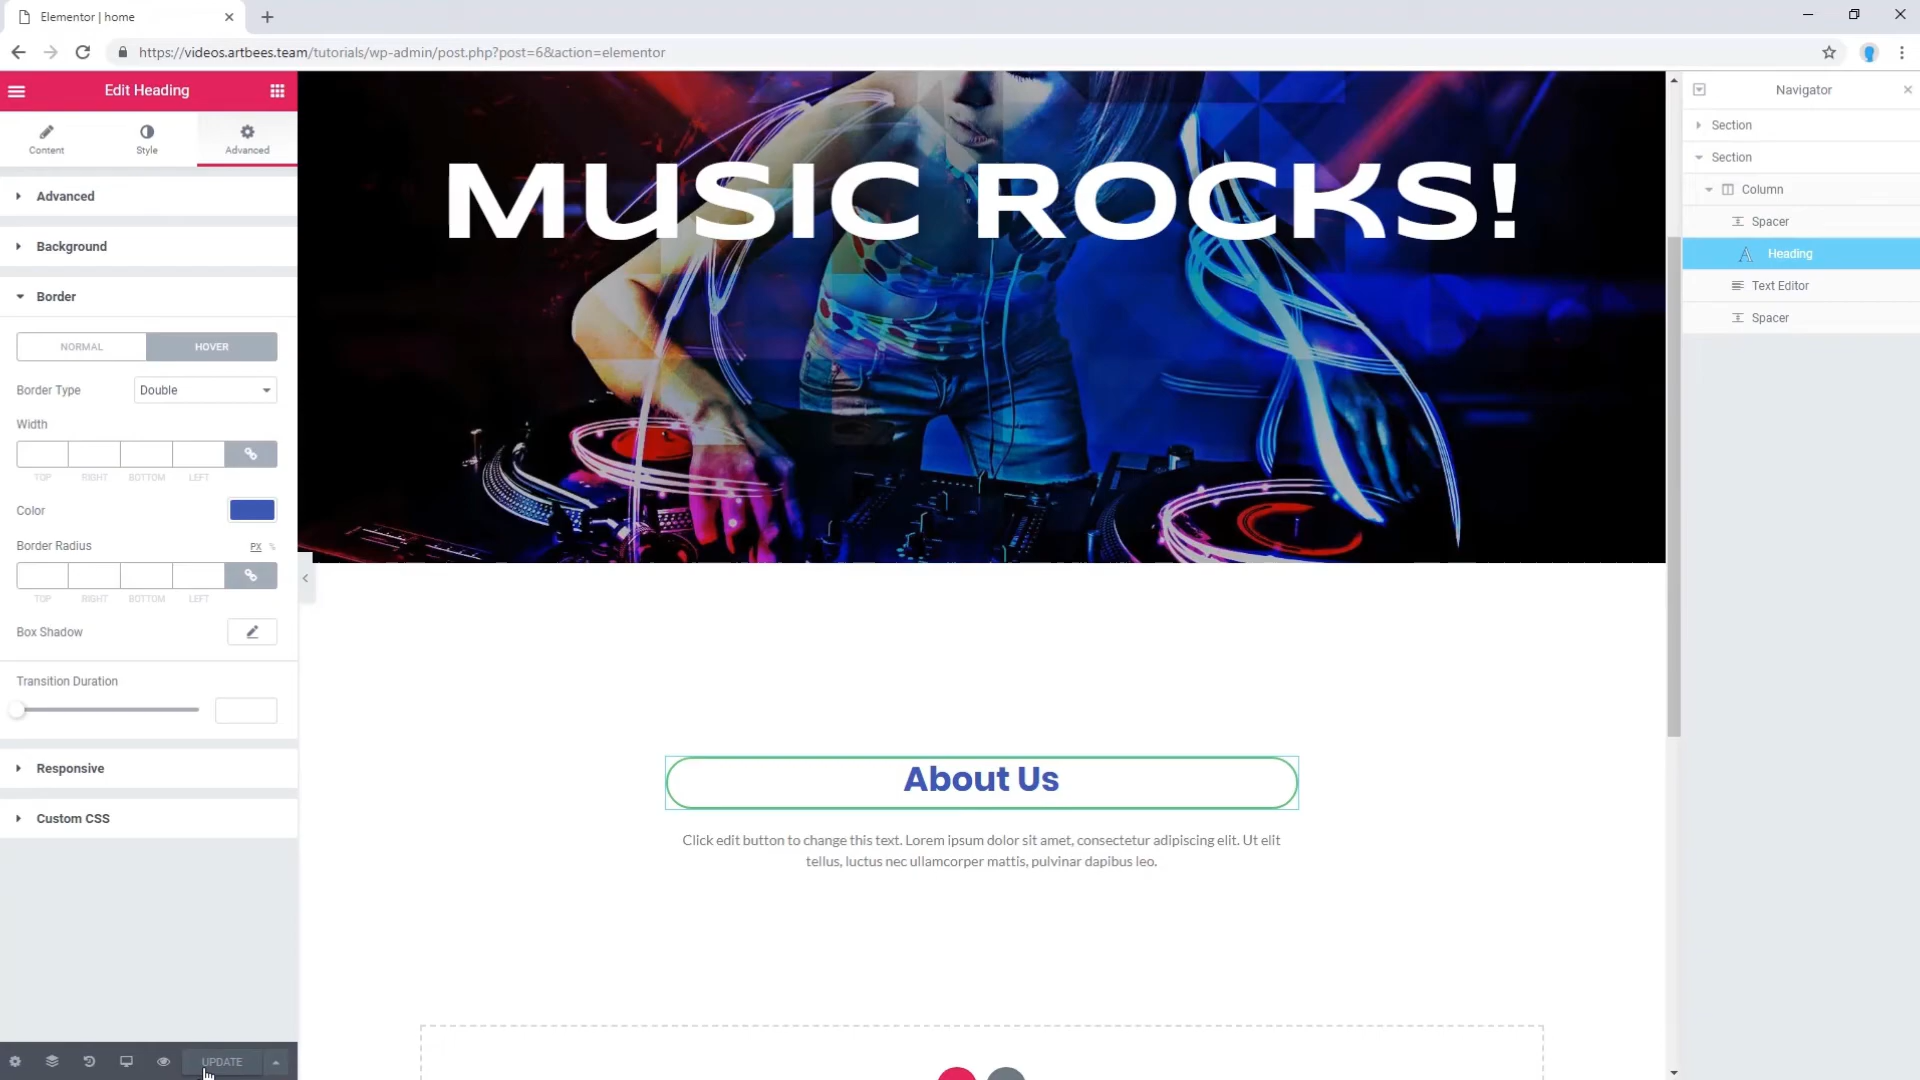 Elementor | home
https://videos.artbees.team/tutorials/wp-admin/post.php?post=6&action=elementor
Edit Heading
Content
Style
Advanced
Advanced
Background
Border
NORMAL
HOVER
Border Type
Double
Width
TOP
RIGHT
BOTTOM
LEFT
Color
Border Radius
PX %
TOP
RIGHT
BOTTOM
LEFT
Box Shadow
Transition Duration
Responsive
Custom CSS
UPDATE
MUSIC ROCKS!
About Us
Click edit button to change this text. Lorem ipsum dolor sit amet, consectetur adipiscing elit. Ut elit
tellus, luctus nec ullamcorper mattis, pulvinar dapibus leo.
Navigator
Section
Section
Column
Spacer
Heading
Text Editor
Spacer